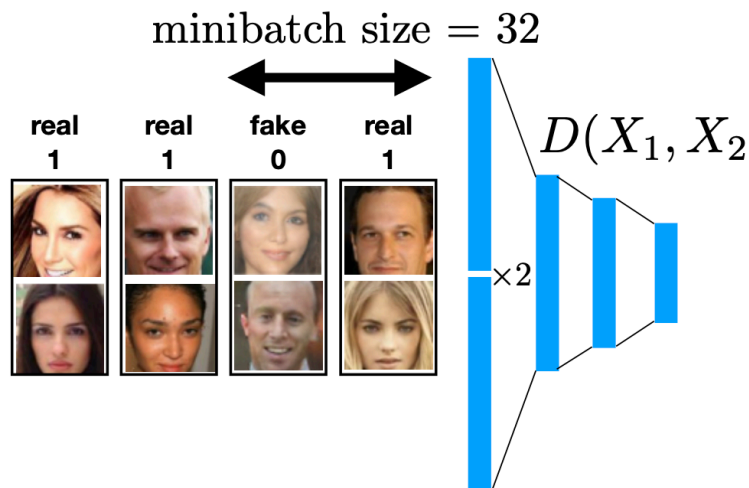 minibatch size = 32
real real fake real
1 1 0 1
D(X₁, X₂
×2